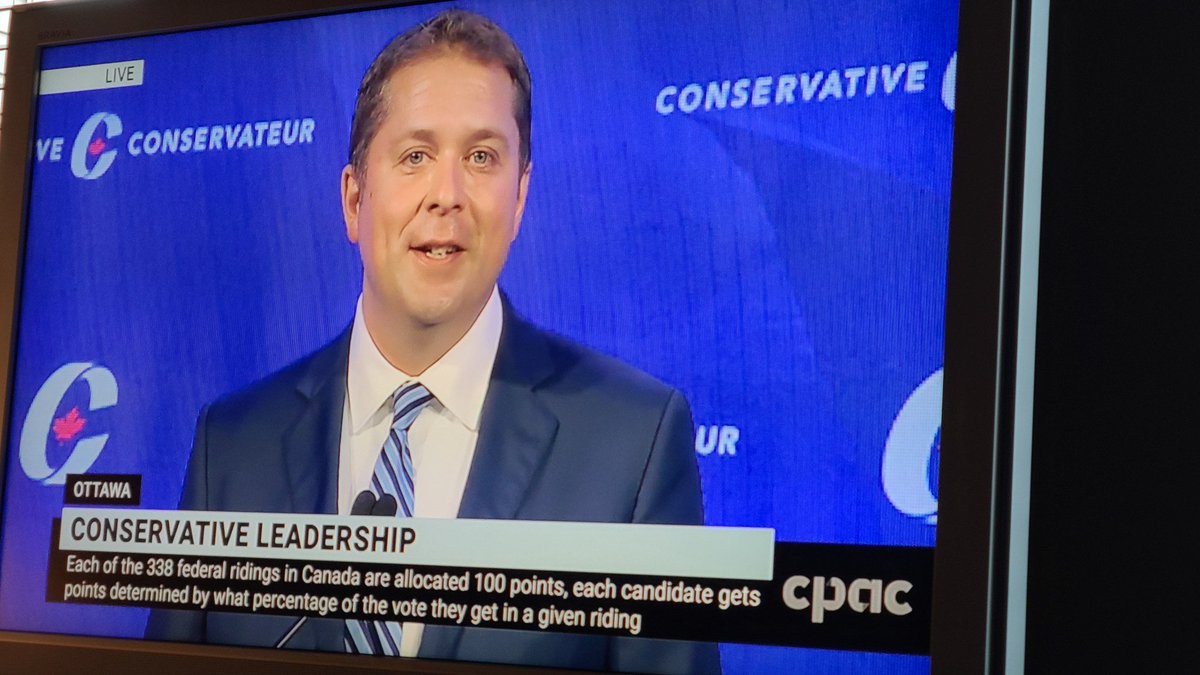 BRAVIA
LIVE
VE CONSERVATEUR
CONSERVATIVE
UR
OTTAWA
CONSERVATIVE LEADERSHIP
Each of the 338 federal ridings in Canada are allocated 100 points, each candidate gets
points determined by what percentage of the vote they get in a given riding
cpac